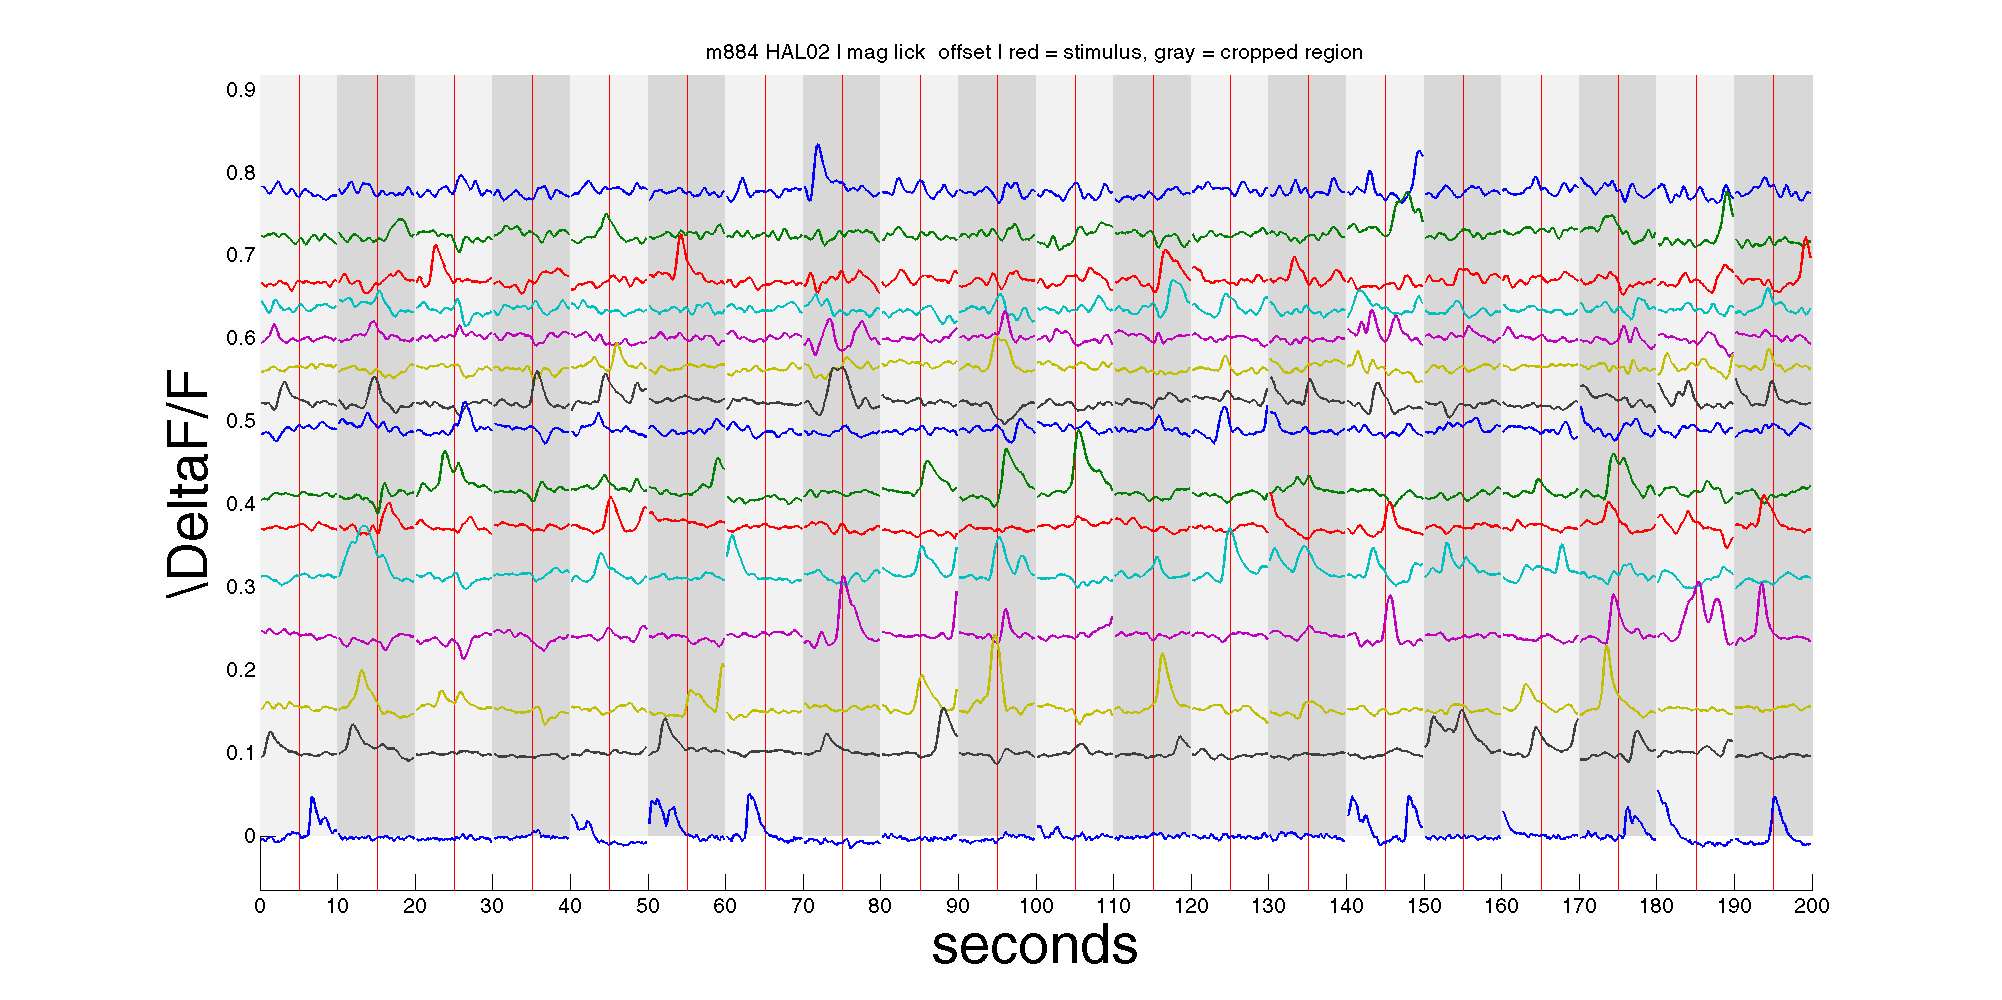 m884 HAL02 | mag lick  offset | red = stimulus, gray = cropped region
0.9
0.8
0.7
0.6
0.5
0.4
0.3
0.2
0.1
0
\DeltaF/F
0 10 20 30 40 50 60 70 80 90 100 110 120 130 140 150 160 170 180 190 200
seconds